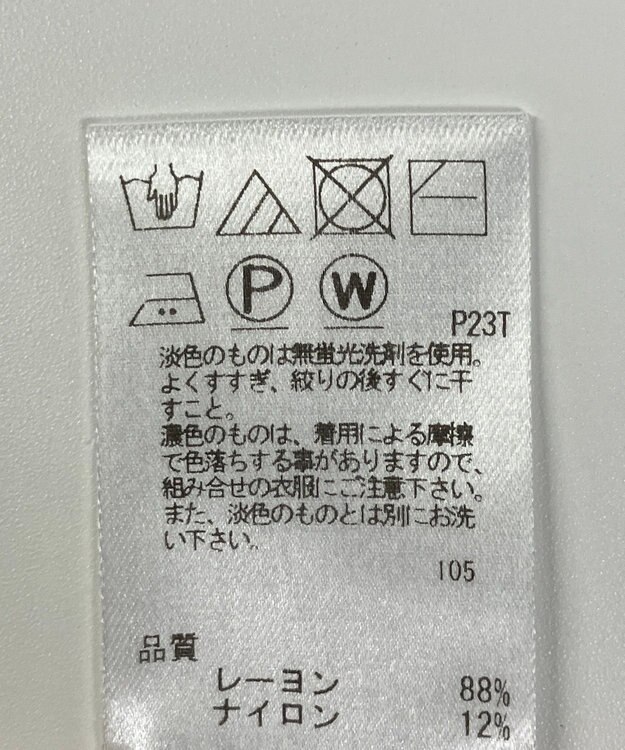 P W
P23T
淡色のものは無蛍光洗剤を使用。
よくすすぎ、絞りの後すぐに干
すこと。
濃色のものは、着用による摩擦
で色落ちする事がありますので、
組み合せの衣服にご注意下さい。
また、淡色のものとは別にお洗
い下さい。
105
品質
レーヨン 88%
ナイロン 12%